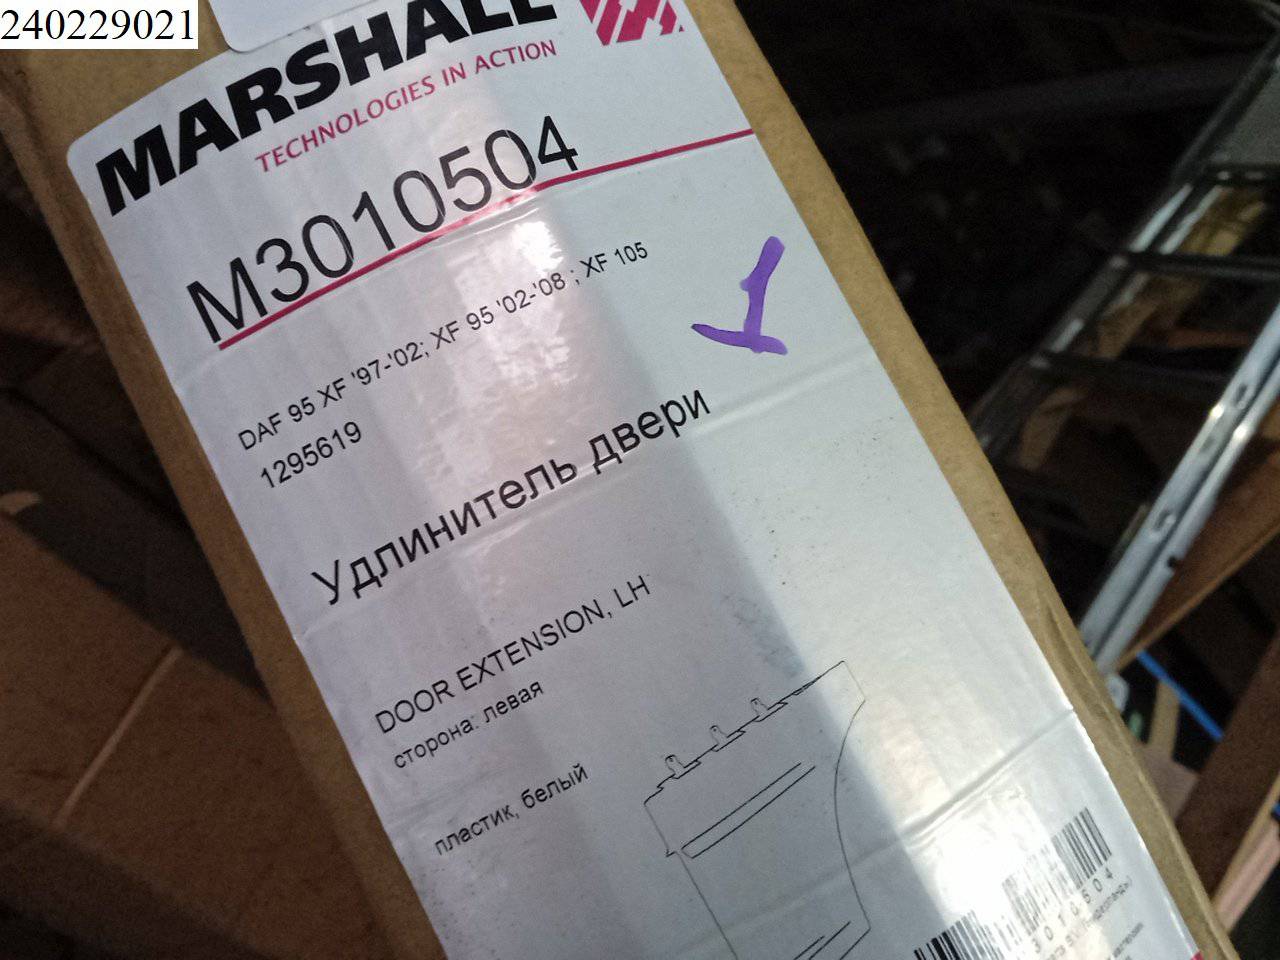 240229021
MARSHALL
TECHNOLOGIES IN ACTION
M3010504
DAF 95 XF '97-'02; XF 95 '02-'08 ; XF 105
1295619
Удлинитель двери
DOOR EXTENSION, LH
сторона: левая
пластик, белый